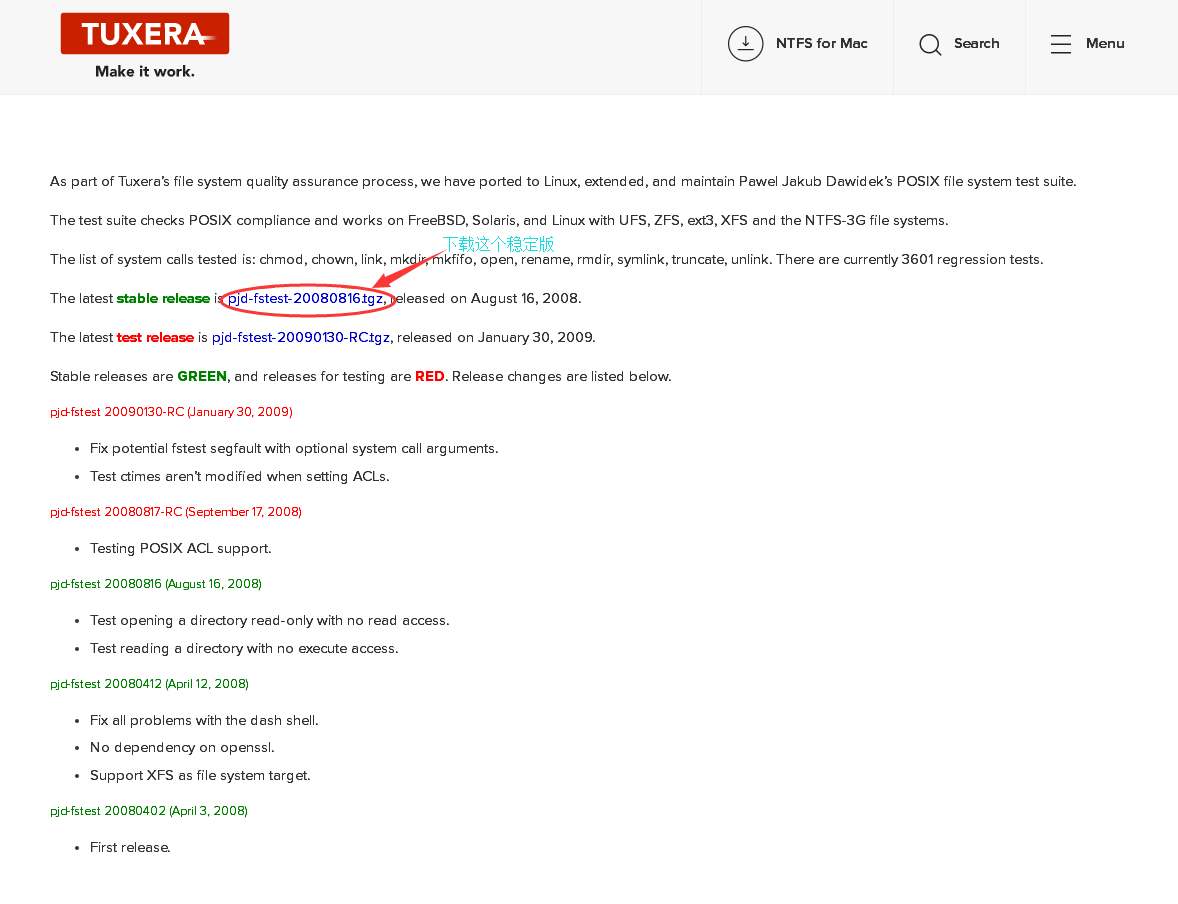 TUXERA
Make it work.
NTFS for Mac
Search
Menu
As part of Tuxera's file system quality assurance process, we have ported to Linux, extended, and maintain Pawel Jakub Dawidek's POSIX file system test suite.
The test suite checks POSIX compliance and works on FreeBSD, Solaris, and Linux with UFS, ZFS, ext3, XFS and the NTFS-3G file systems.
下载这个稳定版
The list of system calls tested is: chmod, chown, link, mkdir, mkfifo, open, rename, rmdir, symlink, truncate, unlink. There are currently 3601 regression tests.
The latest stable release is pjd-fstest-20080816.tgz, released on August 16, 2008.
The latest test release is pjd-fstest-20090130-RC.tgz, released on January 30, 2009.
Stable releases are GREEN, and releases for testing are RED. Release changes are listed below.
pjd-fstest 20090130-RC (January 30, 2009)
• Fix potential fstest segfault with optional system call arguments.
• Test ctimes aren't modified when setting ACLs.
pjd-fstest 20080817-RC (September 17, 2008)
• Testing POSIX ACL support.
pjd-fstest 20080816 (August 16, 2008)
• Test opening a directory read-only with no read access.
• Test reading a directory with no execute access.
pjd-fstest 20080412 (April 12, 2008)
• Fix all problems with the dash shell.
• No dependency on openssl.
• Support XFS as file system target.
pjd-fstest 20080402 (April 3, 2008)
• First release.